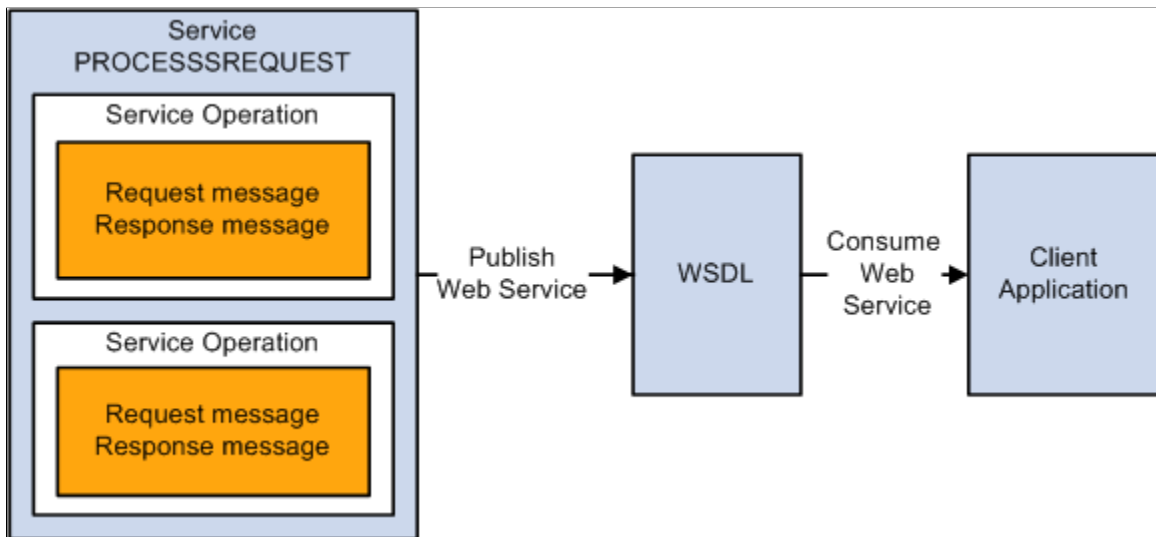 Service
PROCESSSREQUEST
Service Operation
Request message
Response message
Service Operation
Request message
Response message
Publish
Web Service
WSDL
Consume
Web
Service
Client
Application